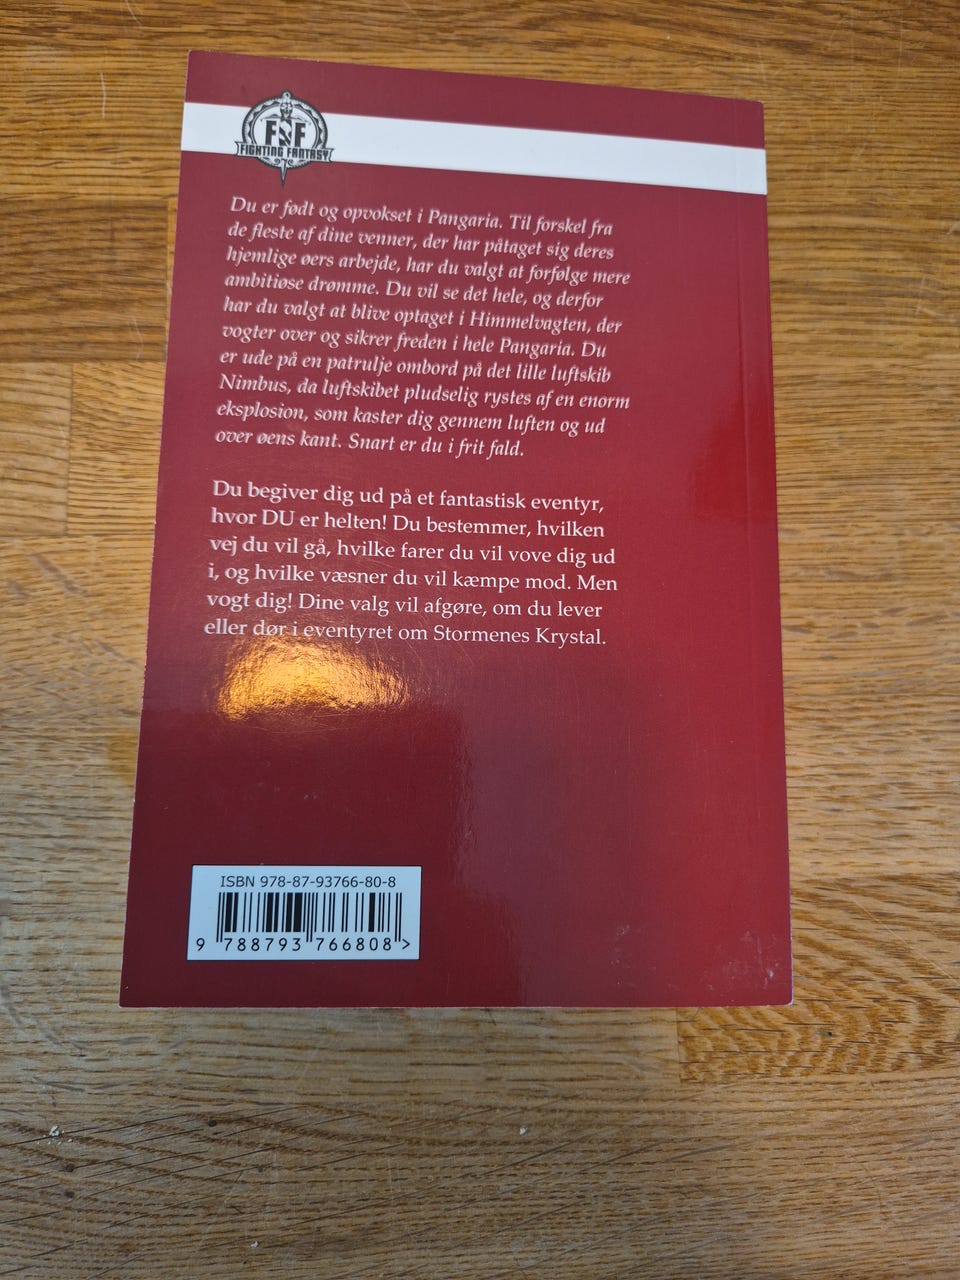 FF
FIGHTING FANTASY
Du er født og opvokset i Pangaria. Til forskel fra
de fleste af dine venner, der har påtaget sig deres
hjemlige øers arbejde, har du valgt at forfølge mere
ambitiøse drømme. Du vil se det hele, og derfor
har du valgt at blive optaget i Himmelvagten, der
vogter over og sikrer freden i hele Pangaria. Du
er ude på en patrulje ombord på det lille luftskib
Nimbus, da luftskibet pludselig rystes af en enorm
eksplosion, som kaster dig gennem luften og ud
over øens kant. Snart er du i frit fald.
Du begiver dig ud på et fantastisk eventyr,
hvor DU er helten! Du bestemmer, hvilken
vej du vil gå, hvilke farer du vil vove dig ud
i, og hvilke væsner du vil kæmpe mod. Men
vogt dig! Dine valg vil afgøre, om du lever
eller dør i eventyret om Stormenes Krystal.
ISBN 978-87-93766-80-8
9 788793 766808 >